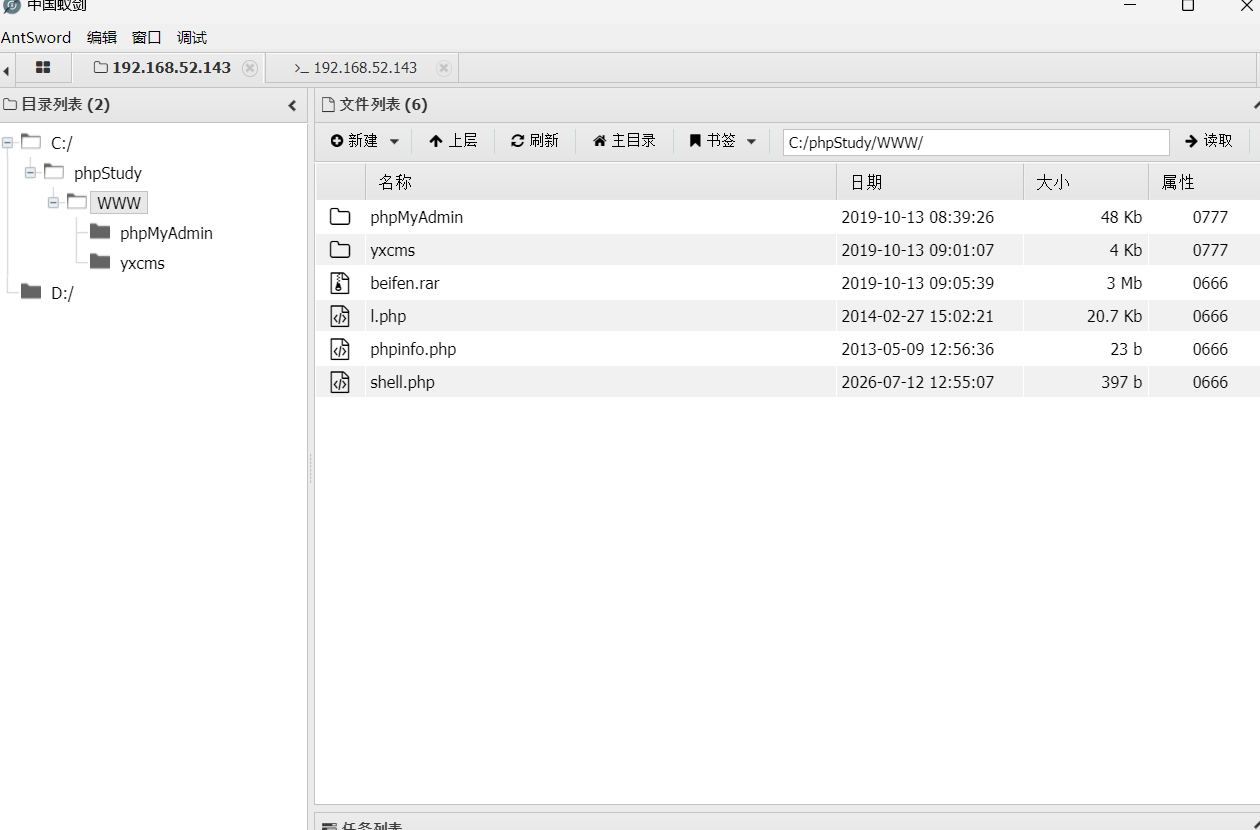 中国蚁剑
AntSword 编辑 窗口 调试
192.168.52.143 >_ 192.168.52.143
目录列表 (2)
C:/
phpStudy
WWW
phpMyAdmin
yxcms
D:/
文件列表 (6)
新建 上层 刷新 主目录 书签 C:/phpStudy/WWW/ 读取
名称 日期 大小 属性
phpMyAdmin 2019-10-13 08:39:26 48 Kb 0777
yxcms 2019-10-13 09:01:07 4 Kb 0777
beifen.rar 2019-10-13 09:05:39 3 Mb 0666
l.php 2014-02-27 15:02:21 20.7 Kb 0666
phpinfo.php 2013-05-09 12:56:36 23 b 0666
shell.php 2026-07-12 12:55:07 397 b 0666
任务列表